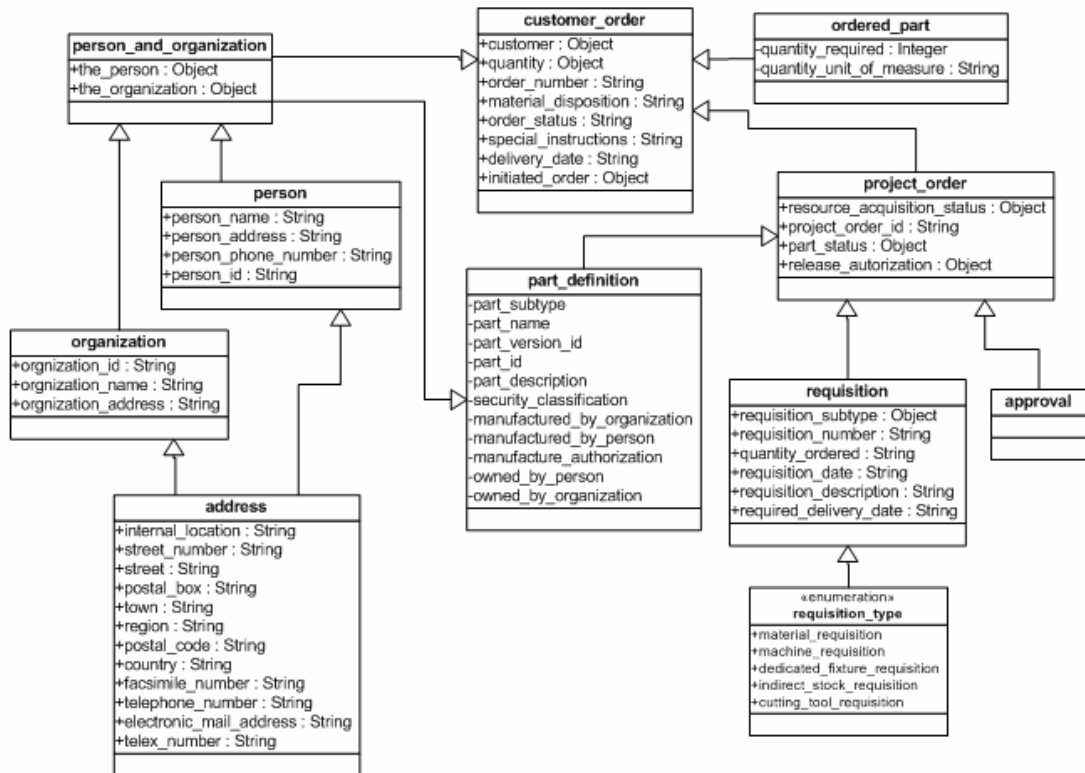 person_and_organization
+the_person : Object
+the_organization : Object
customer_order
+customer : Object
+quantity : Object
+order_number : String
+material_disposition : String
+order_status : String
+special_instructions : String
+delivery_date : String
+initiated_order : Object
ordered_part
-quantity_required : Integer
-quantity_unit_of_measure : String
person
+person_name : String
+person_address : String
+person_phone_number : String
+person_id : String
project_order
+resource_acquisition_status : Object
+project_order_id : String
+part_status : Object
+release_autorization : Object
part_definition
-part_subtype
-part_name
-part_version_id
-part_id
-part_description
-security_classification
-manufactured_by_organization
-manufactured_by_person
-manufacture_authorization
-owned_by_person
-owned_by_organization
organization
+orgnization_id : String
+orgnization_name : String
+orgnization_address : String
requisition
+requisition_subtype : Object
+requisition_number : String
+quantity_ordered : String
+requisition_date : String
+requisition_description : String
+required_delivery_date : String
approval
address
+internal_location : String
+street_number : String
+street : String
+postal_box : String
+town : String
+region : String
+postal_code : String
+country : String
+facsimile_number : String
+telephone_number : String
+electronic_mail_address : String
+telex_number : String
«enumeration»
requisition_type
+material_requisition
+machine_requisition
+dedicated_fixture_requisition
+indirect_stock_requisition
+cutting_tool_requisition